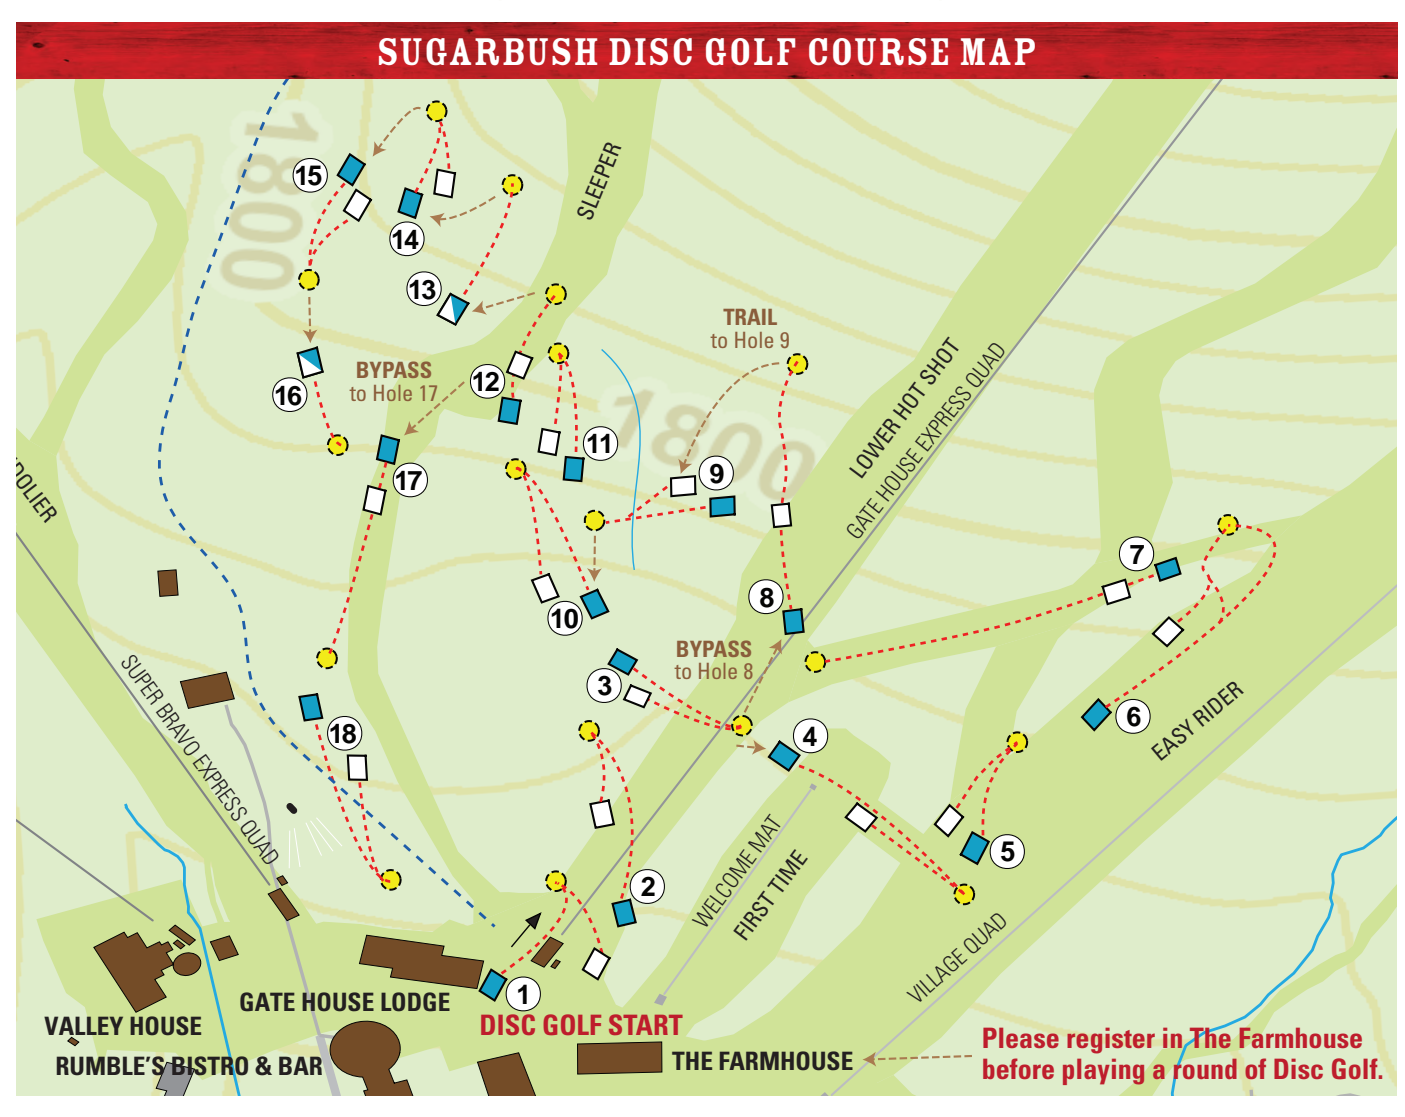 SUGARBUSH DISC GOLF COURSE MAP
1800
SLEEPER
15
14
13
TRAIL
to Hole 9
LOWER HOT SHOT
GATE HOUSE EXPRESS QUAD
BYPASS
to Hole 17
12
16
1800
11
9
17
DOLIER
7
8
10
BYPASS
to Hole 8
3
SUPER BRAVO EXPRESS QUAD
6
EASY RIDER
18
4
5
WELCOME MAT
FIRST TIME
2
VILLAGE QUAD
1
GATE HOUSE LODGE
VALLEY HOUSE
DISC GOLF START
RUMBLE'S BISTRO & BAR
THE FARMHOUSE
Please register in The Farmhouse
before playing a round of Disc Golf.